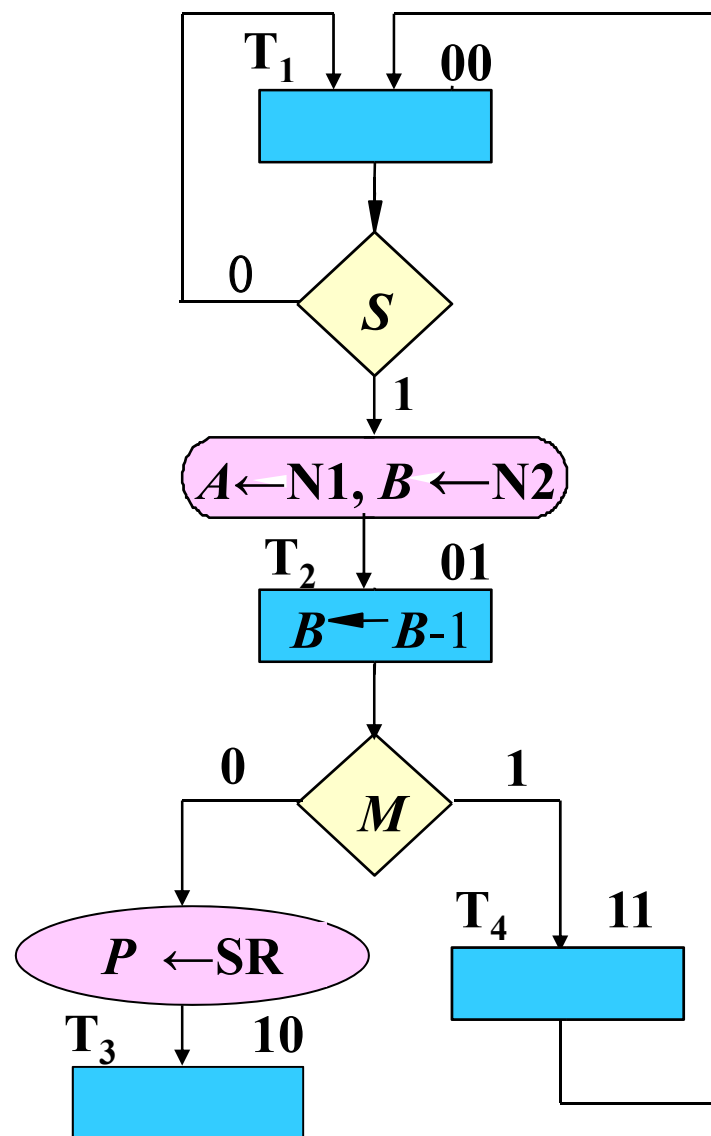 T₁ 00
0
S
1
A←N1, B ←N2
T₂ 01
B ← B-1
0 1
M
T₄ 11
P ←SR
T₃ 10